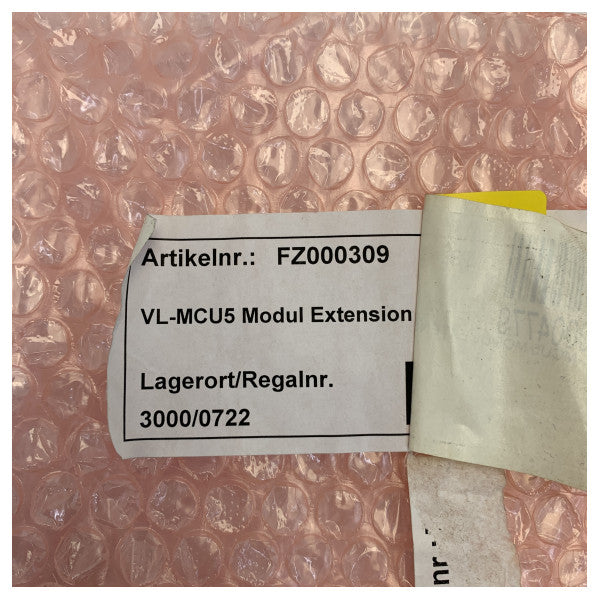 Artikelnr.: FZ000309
VL-MCU5 Modul Extension
Lagerort/Regalnr.
3000/0722